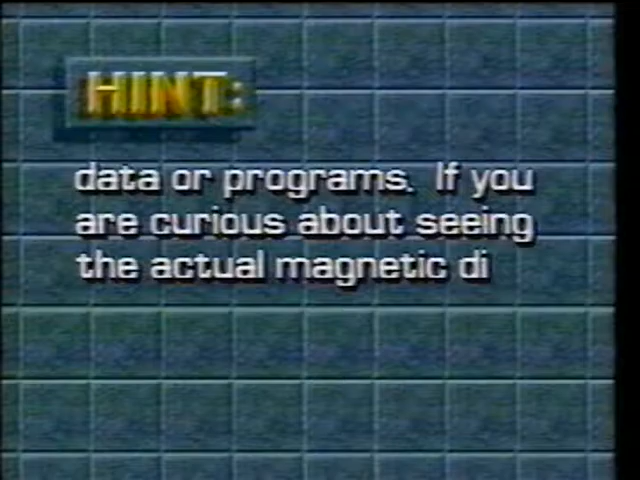 HINT:
data or programs. If you
are curious about seeing
the actual magnetic di